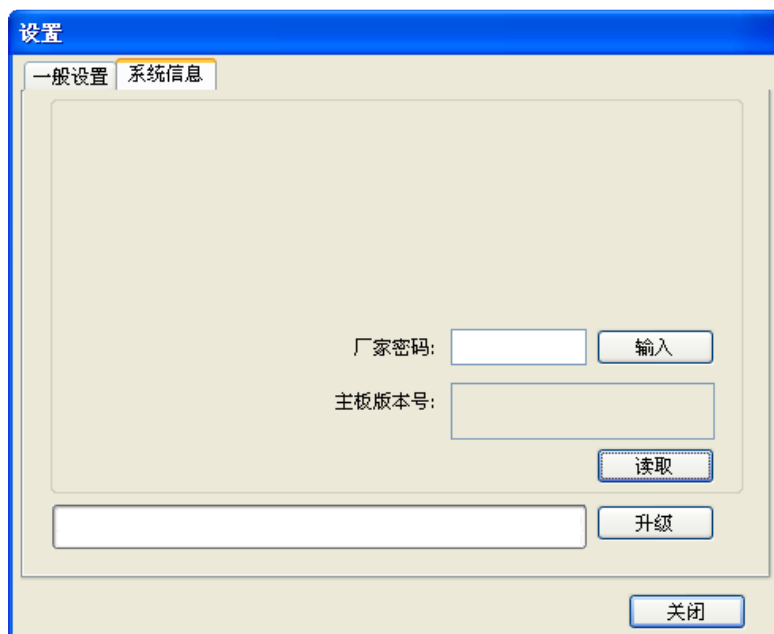 设置
一般设置 系统信息
厂家密码: 输入
主板版本号:
读取
升级
关闭